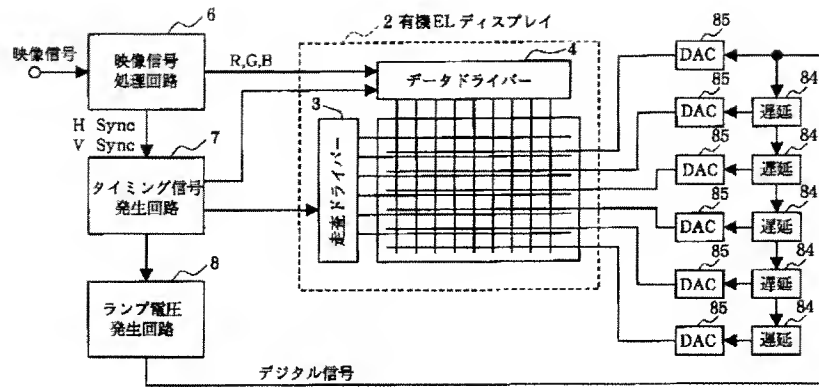 6
映像信号
映像信号
処理回路
R,G,B
H Sync
V Sync
7
タイミング信号
発生回路
8
ランプ電圧
発生回路
デジタル信号
2 有機ELディスプレイ
4
データドライバー
3
走査ドライバー
85
DAC
84
85
DAC
遅延
84
85
DAC
遅延
84
85
DAC
遅延
84
85
DAC
遅延
84
85
DAC
遅延